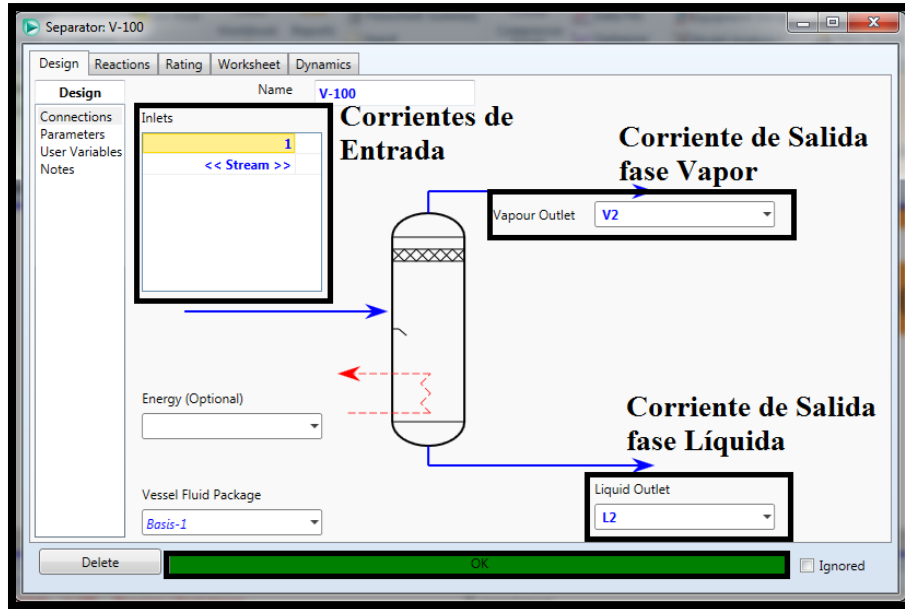 Separator: V-100
Design Reactions Rating Worksheet Dynamics
Design
Connections
Parameters
User Variables
Notes
Name V-100
Inlets
1
<< Stream >>
Corrientes de
Entrada
Corriente de Salida
fase Vapor
Vapour Outlet V2
Energy (Optional)
Corriente de Salida
fase Líquida
Vessel Fluid Package
Basis-1
Liquid Outlet
L2
Delete OK Ignored